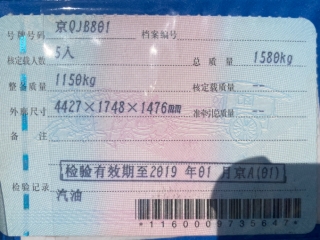 号牌号码 京QJB801 档案编号
核定载人数 5人 总质量 1580kg
整备质量 1150kg 核定载质量 --
外廓尺寸 4427×1748×1476mm 准牵引总质量 --
备注
检验有效期至2019 年01 月京A(01)
检验记录
汽油
*1160009735647*